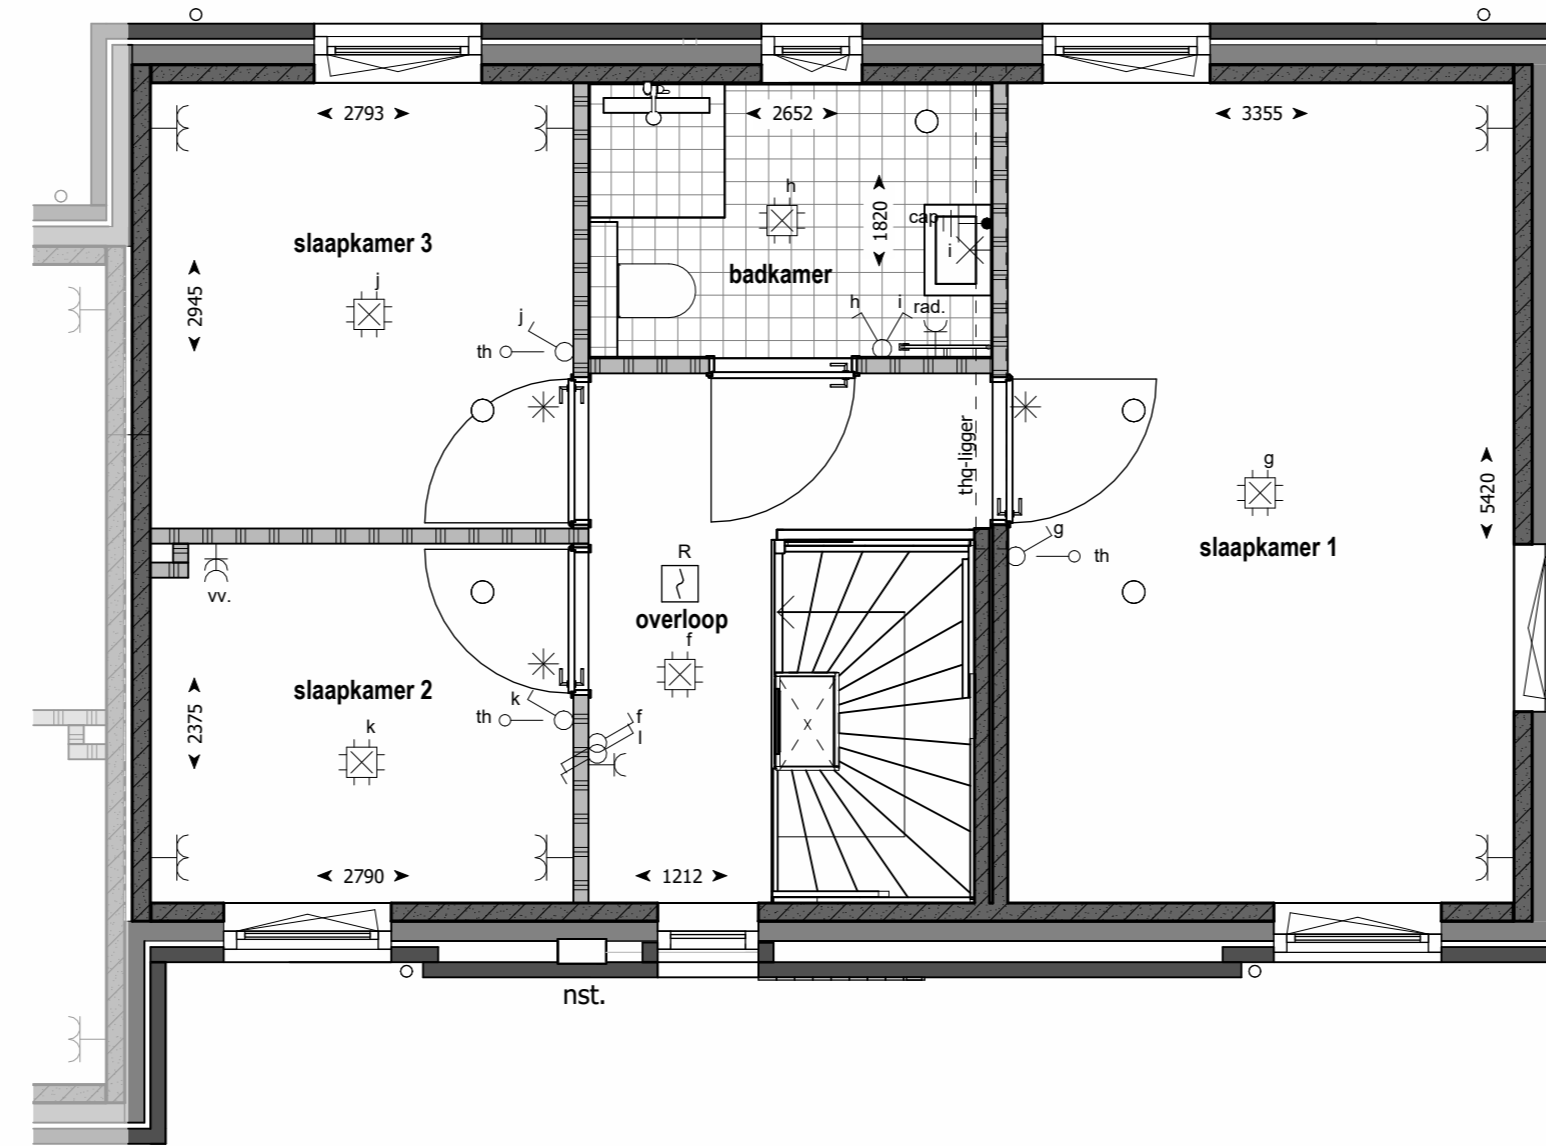 2793
2652
3355
h
1820
cap
i
slaapkamer 3
badkamer
j
2945
h
i
rad.
j
th
thq-ligger
g
5420
slaapkamer 1
g
th
R
vv.
overloop
f
slaapkamer 2
k
2375
th
k
f
l
x
2790
1212
nst.